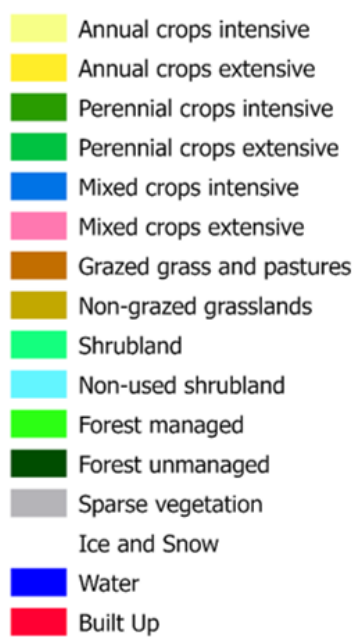 Annual crops intensive
Annual crops extensive
Perennial crops intensive
Perennial crops extensive
Mixed crops intensive
Mixed crops extensive
Grazed grass and pastures
Non-grazed grasslands
Shrubland
Non-used shrubland
Forest managed
Forest unmanaged
Sparse vegetation
Ice and Snow
Water
Built Up